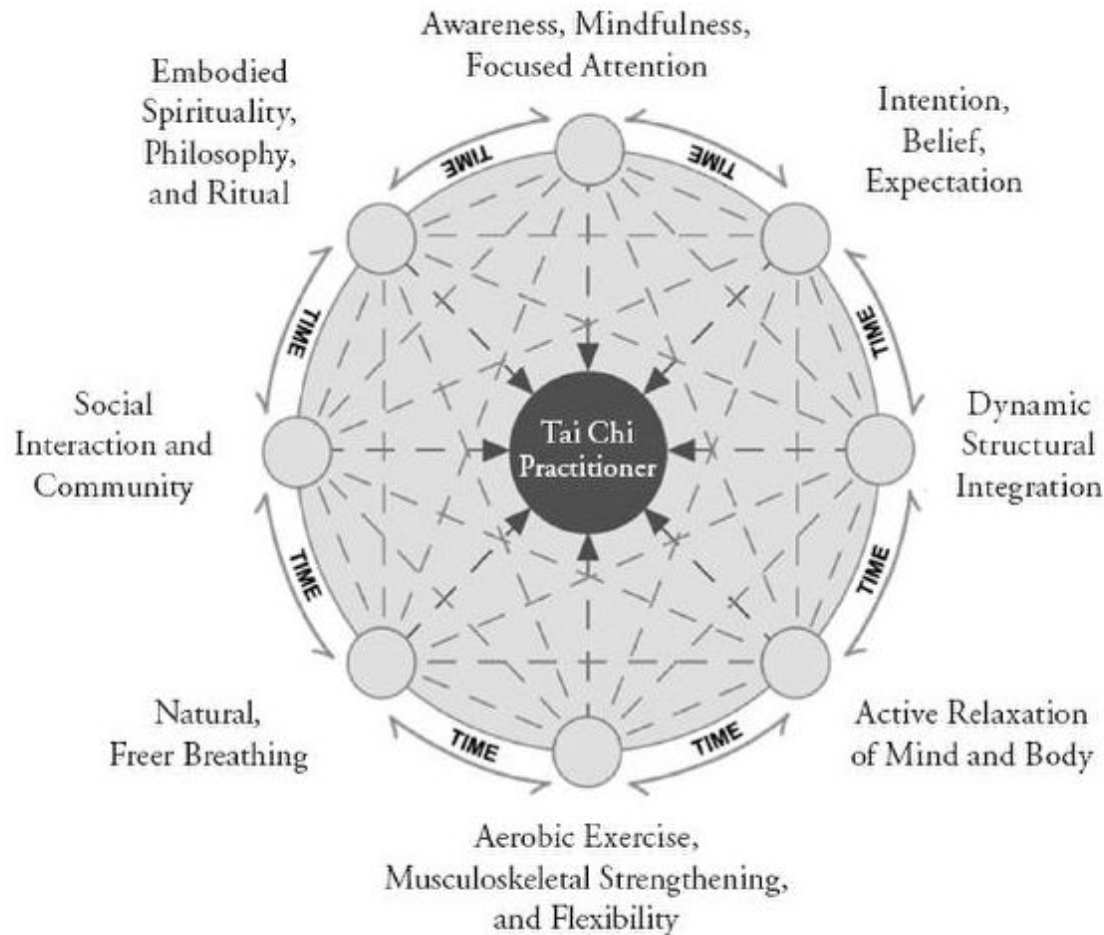 Awareness, Mindfulness,
Focused Attention
Embodied
Spirituality,
Philosophy,
and Ritual
Intention,
Belief,
Expectation
TIME
TIME
TIME
TIME
Social
Interaction and
Community
Tai Chi
Practitioner
Dynamic
Structural
Integration
TIME
TIME
Natural,
Freer Breathing
TIME
TIME
Active Relaxation
of Mind and Body
Aerobic Exercise,
Musculoskeletal Strengthening,
and Flexibility